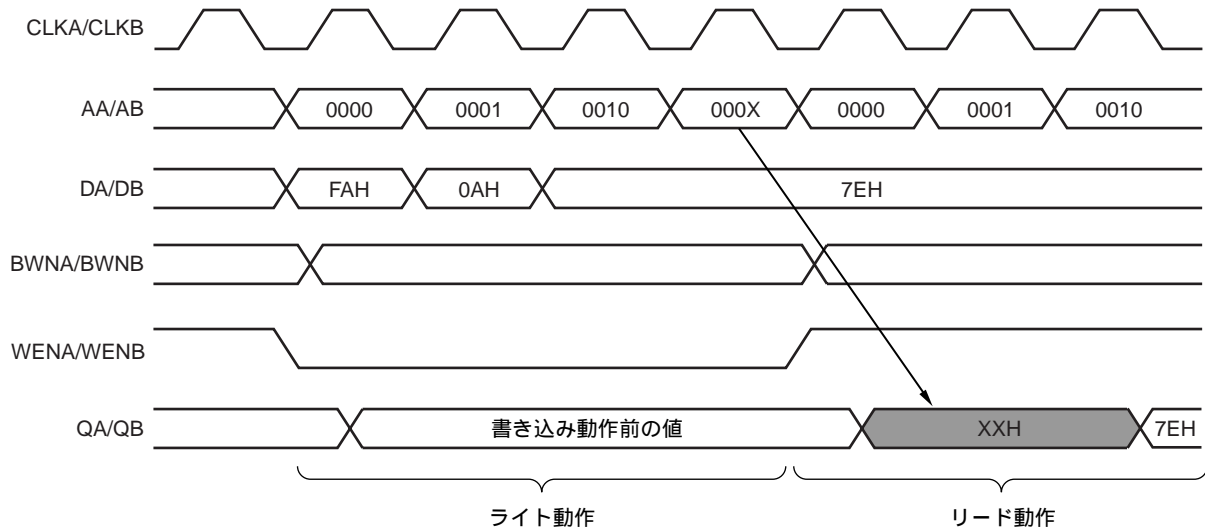 CLKA/CLKB
AA/AB 0000 0001 0010 000X 0000 0001 0010
DA/DB FAH 0AH 7EH
BWNA/BWNB
WENA/WENB
QA/QB 書き込み動作前の値 XXH 7EH
ライト動作 リード動作